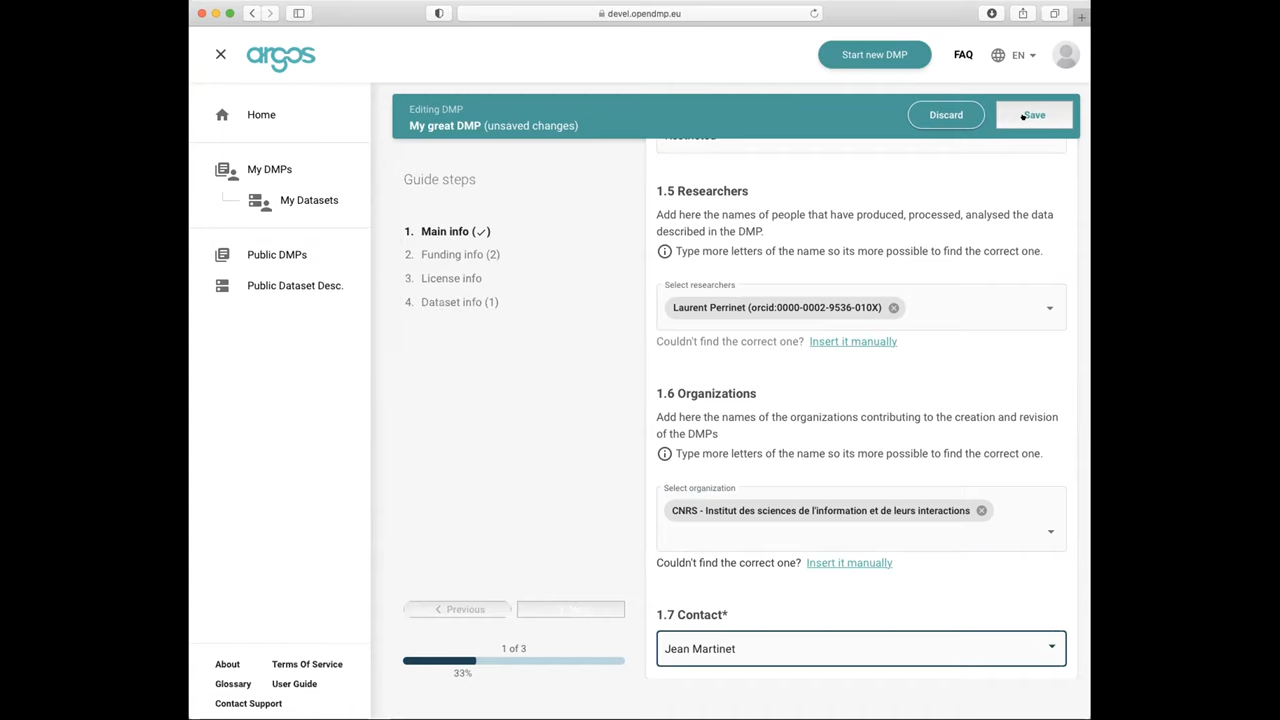 devel.opendmp.eu
argos
Start new DMP
FAQ
EN
Home
My DMPs
My Datasets
Public DMPs
Public Dataset Desc.
About
Terms Of Service
Glossary
User Guide
Contact Support
Editing DMP
My great DMP (unsaved changes)
Discard
Save
Guide steps
1. Main info (✓)
2. Funding info (2)
3. License info
4. Dataset info (1)
Previous
1 of 3
33%
1.5 Researchers
Add here the names of people that have produced, processed, analysed the data
described in the DMP.
Type more letters of the name so its more possible to find the correct one.
Select researchers
Laurent Perrinet (orcid:0000-0002-9536-010X)
Couldn't find the correct one? Insert it manually
1.6 Organizations
Add here the names of the organizations contributing to the creation and revision
of the DMPs
Type more letters of the name so its more possible to find the correct one.
Select organization
CNRS - Institut des sciences de l'information et de leurs interactions
Couldn't find the correct one? Insert it manually
1.7 Contact*
Jean Martinet